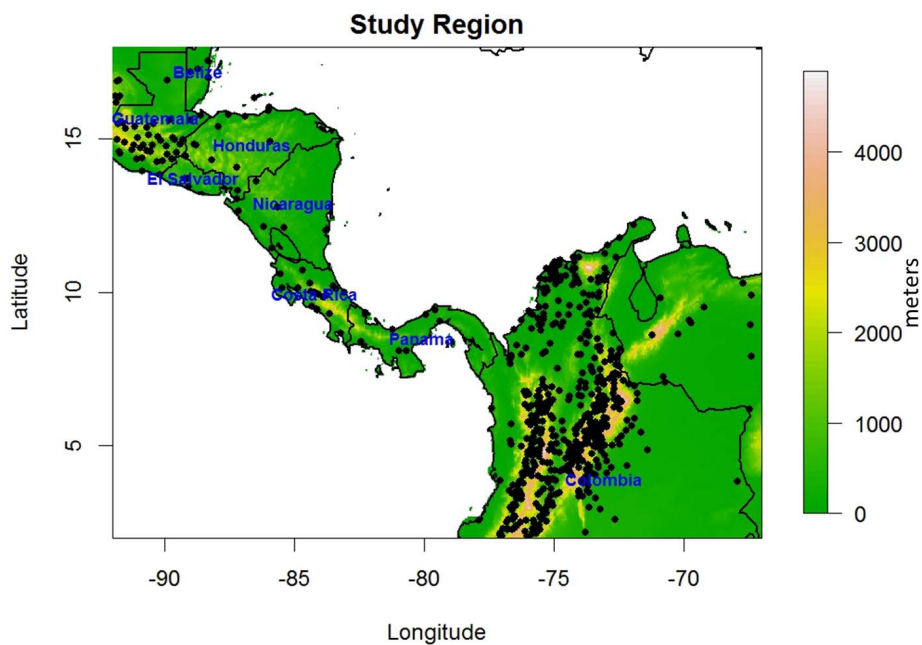 Study Region
Belize
Guatemala
Honduras
El Salvador
Nicaragua
Costa Rica
Panama
Colombia
15
10
5
Latitude
-90
-85
-80
-75
-70
Longitude
4000
3000
2000
1000
0
meters